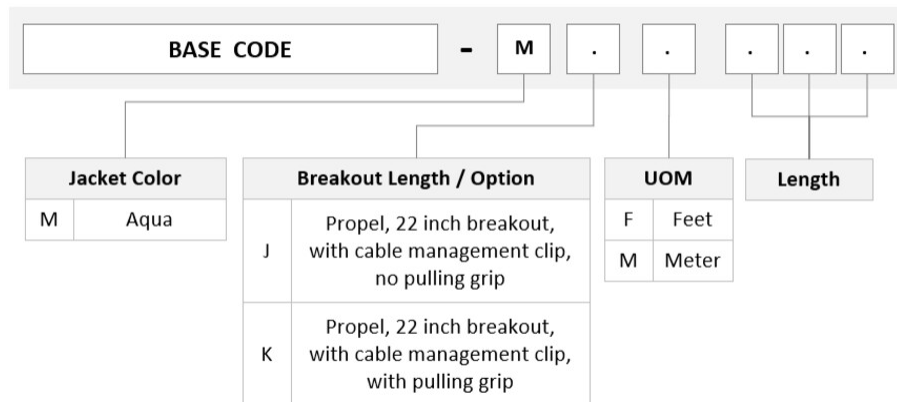 BASE CODE - M . . . . .
Jacket Color
M Aqua
Breakout Length / Option
J Propel, 22 inch breakout,
with cable management clip,
no pulling grip
K Propel, 22 inch breakout,
with cable management clip,
with pulling grip
UOM
F Feet
M Meter
Length